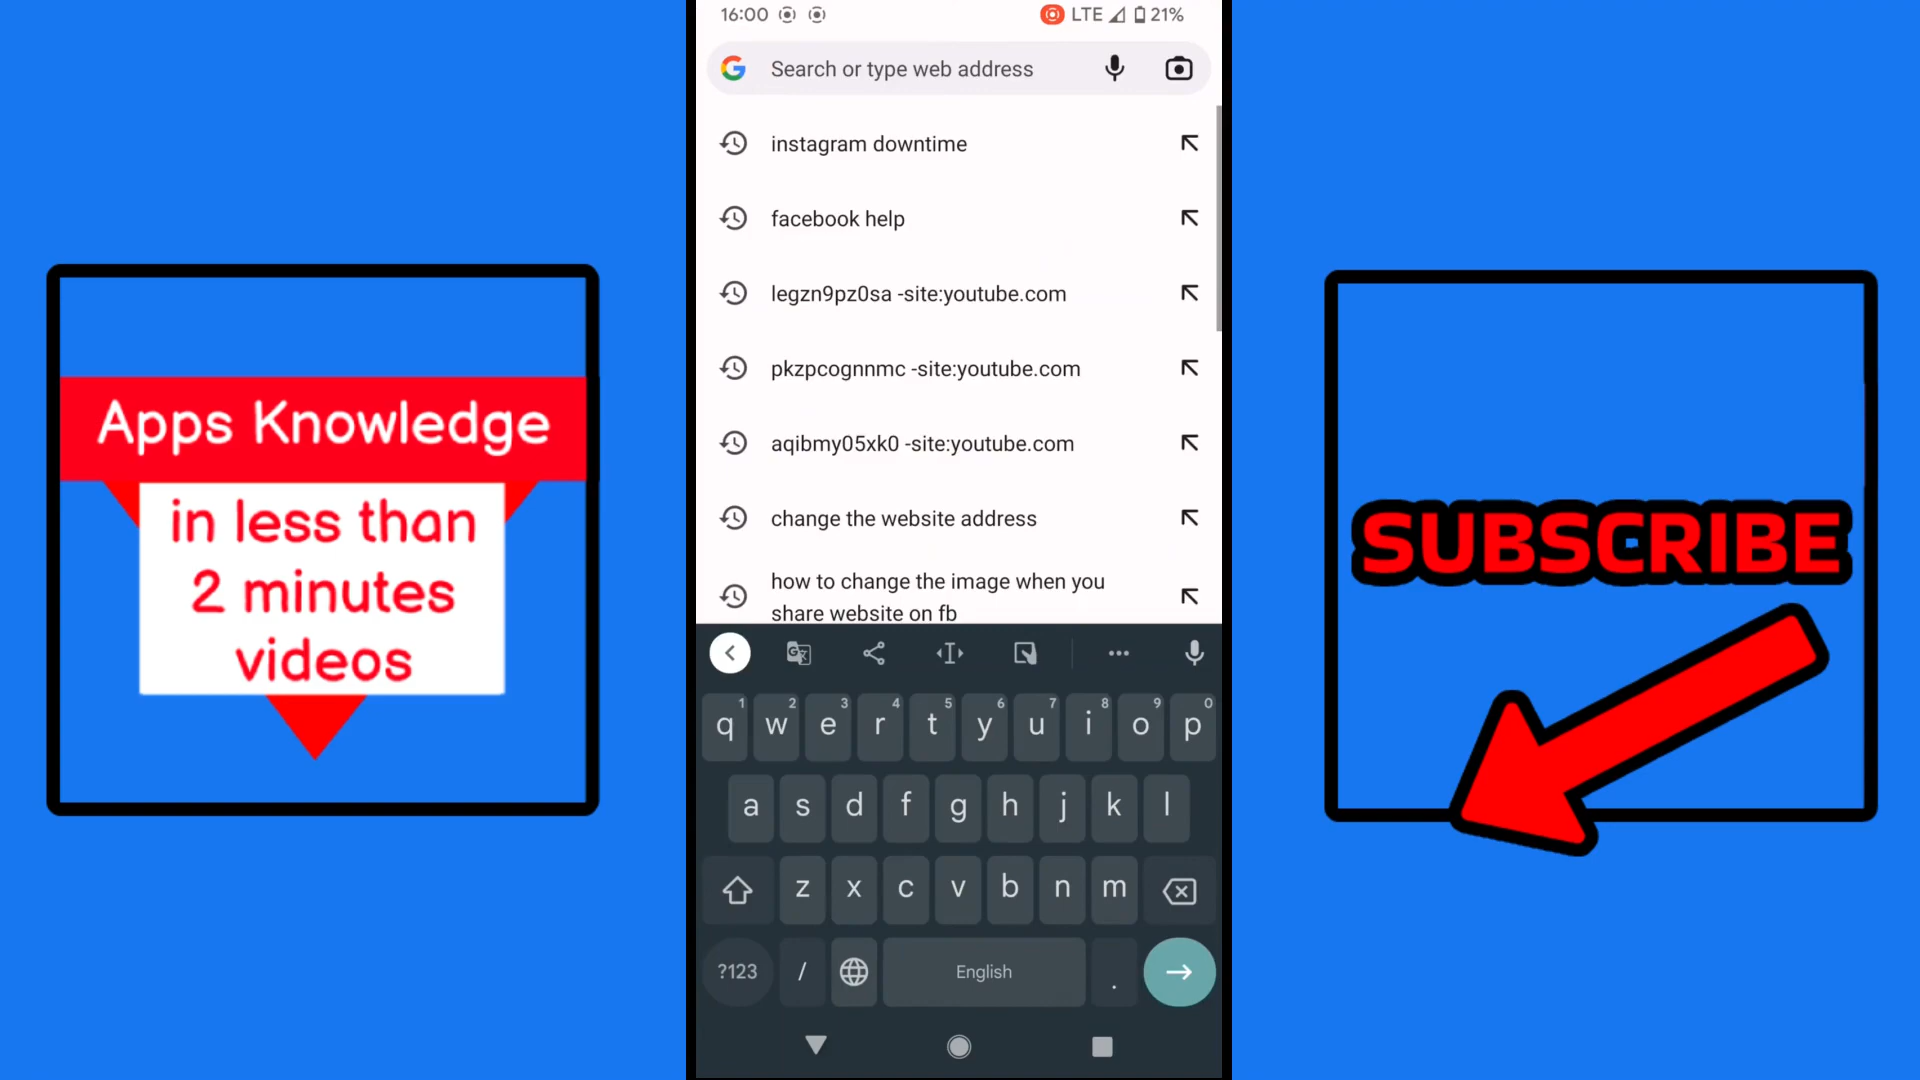 16:00 LTE 21%
Search or type web address
instagram downtime
facebook help
legzn9pz0sa -site:youtube.com
pkzpcognnmc -site:youtube.com
aqibmy05xk0 -site:youtube.com
change the website address
how to change the image when you
share website on fb
Apps Knowledge
in less than
2 minutes
videos
SUBSCRIBE
1 2 3 4 5 6 7 8 9 0
q w e r t y u i o p
a s d f g h j k l
z x c v b n m
?123 / English .